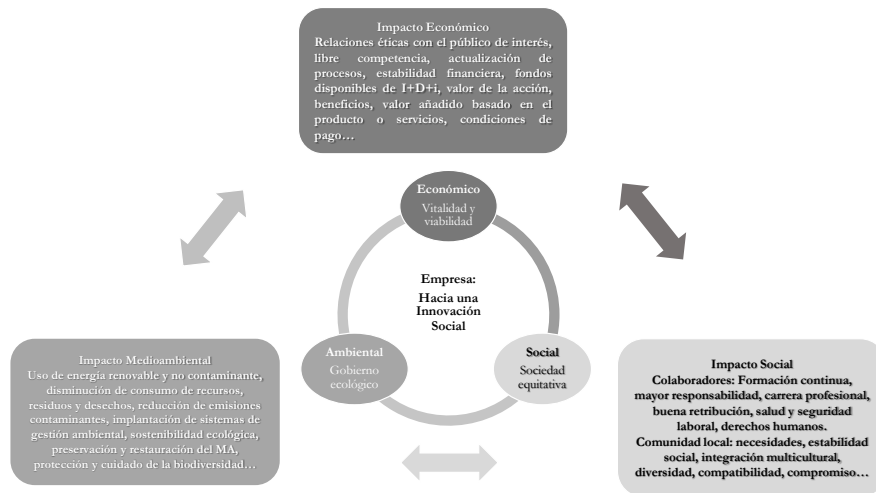 Impacto Económico
Relaciones éticas con el público de interés,
libre competencia, actualización de
procesos, estabilidad financiera, fondos
disponibles de I+D+i, valor de la acción,
beneficios, valor añadido basado en el
producto o servicios, condiciones de
pago…
Económico
Vitalidad y
viabilidad
Empresa:
Hacia una
Innovación
Social
Ambiental
Gobierno
ecológico
Social
Sociedad
equitativa
Impacto Medioambiental
Uso de energía renovable y no contaminante,
disminución de consumo de recursos,
residuos y desechos, reducción de emisiones
contaminantes, implantación de sistemas de
gestión ambiental, sostenibilidad ecológica,
preservación y restauración del MA,
protección y cuidado de la biodiversidad…
Impacto Social
Colaboradores: Formación continua,
mayor responsabilidad, carrera profesional,
buena retribución, salud y seguridad
laboral, derechos humanos.
Comunidad local: necesidades, estabilidad
social, integración multicultural,
diversidad, compatibilidad, compromiso…